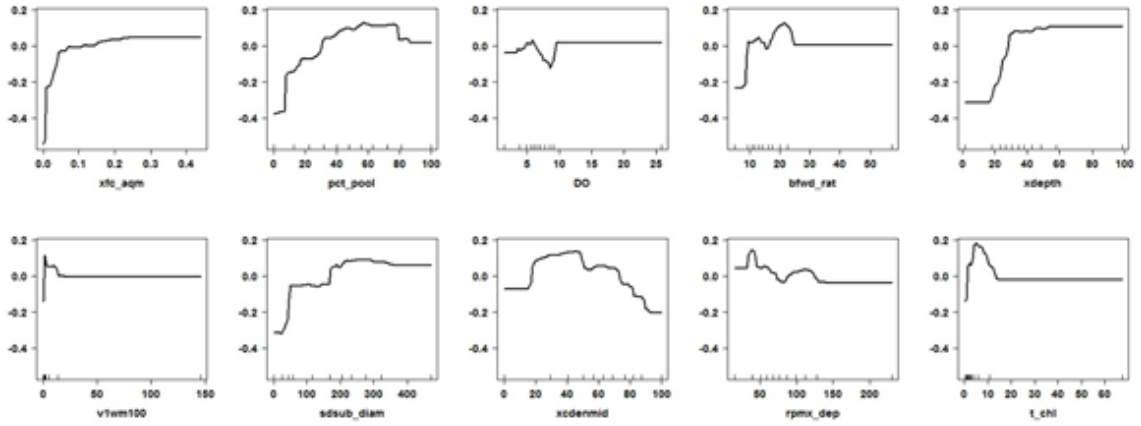 0.2 0.2 0.2 0.2 0.2
0.0 0.0 0.0 0.0 0.0
-0.2 -0.2 -0.2 -0.2 -0.2
-0.4 -0.4 -0.4 -0.4 -0.4
0.0 0.1 0.2 0.3 0.4 0 20 40 60 80 100 5 10 15 20 25 10 20 30 40 50 0 20 40 60 80 100
xfc_aqm pct_pool DO bfwd_rat xdepth
0.2 0.2 0.2 0.2 0.2
0.0 0.0 0.0 0.0 0.0
-0.2 -0.2 -0.2 -0.2 -0.2
-0.4 -0.4 -0.4 -0.4 -0.4
0 50 100 150 0 100 200 300 400 0 20 40 60 80 100 50 100 150 200 0 10 20 30 40 50 60
v1wm100 sdsub_diam xcdenmid rpmx_dep t_chl